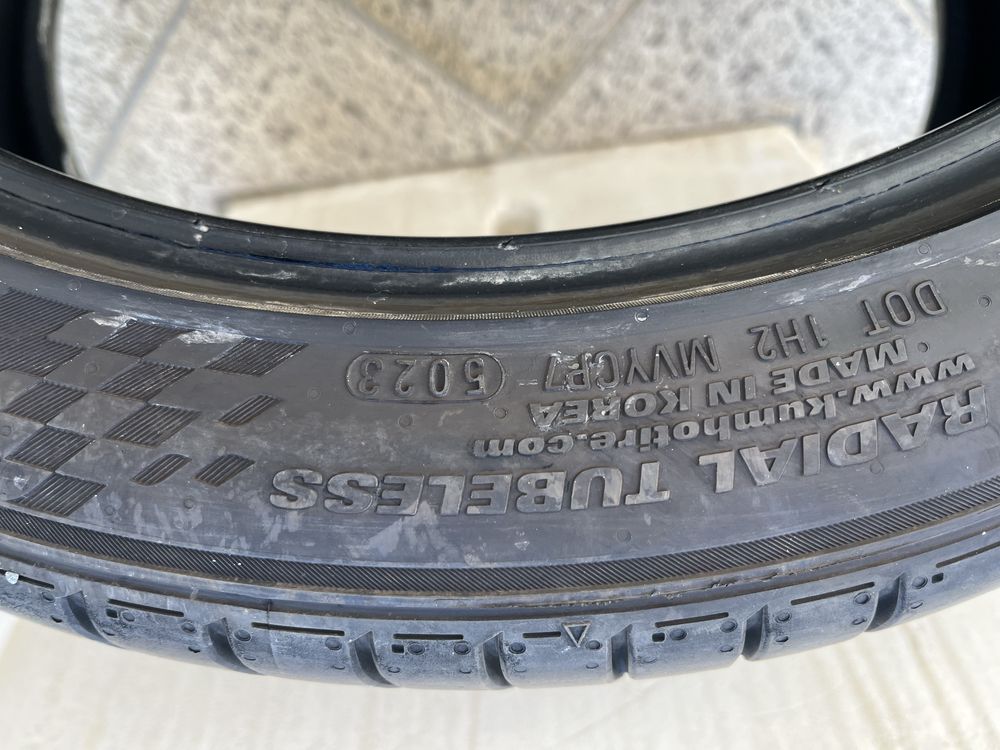 DOT 1H2 MVYCP7 5023
MADE IN KOREA
www.kumhotire.com
RADIAL TUBELESS